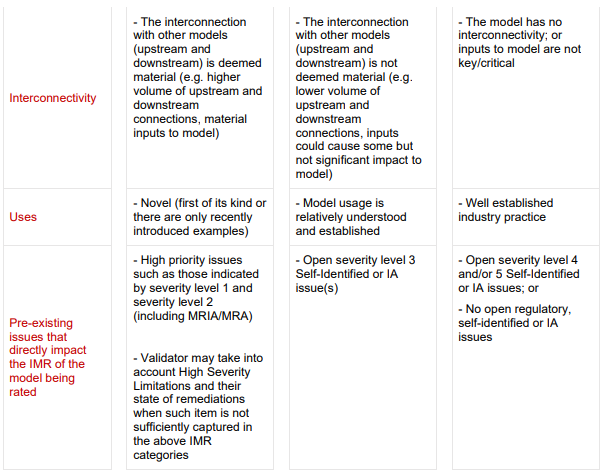 Interconnectivity
- The interconnection
with other models
(upstream and
downstream) is deemed
material (e.g. higher
volume of upstream and
downstream
connections, material
inputs to model)
- The interconnection
with other models
(upstream and
downstream) is not
deemed material (e.g.
lower volume of
upstream and
downstream
connections, inputs
could cause some but
not significant impact to
model)
- The model has no
interconnectivity; or
inputs to model are not
key/critical
Uses
- Novel (first of its kind or
there are only recently
introduced examples)
- Model usage is
relatively understood
and established
- Well established
industry practice
Pre-existing
issues that
directly impact
the IMR of the
model being
rated
- High priority issues
such as those indicated
by severity level 1 and
severity level 2
(including MRIA/MRA)
- Validator may take into
account High Severity
Limitations and their
state of remediations
when such item is not
sufficiently captured in
the above IMR
categories
- Open severity level 3
Self-Identified or IA
issue(s)
- Open severity level 4
and/or 5 Self-Identified
or IA issues; or
- No open regulatory,
self-identified or IA
issues